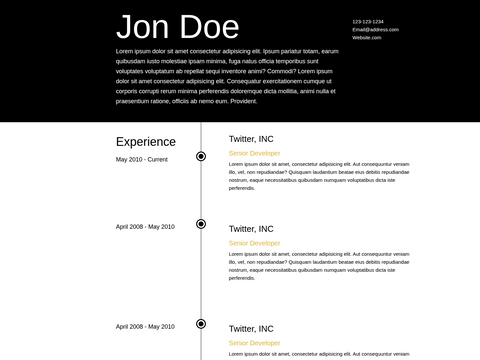 Jon Doe
Lorem ipsum dolor sit amet consectetur adipisicing elit. Ipsum pariatur totam, earum
quibusdam iusto molestiae ipsam minima, fuga natus officia temporibus sunt
voluptates voluptatum ab repellat sequi inventore animi? Commodi? Lorem ipsum
dolor sit amet consectetur adipisicing elit. Consequatur exercitationem cumque ut
corporis corrupti rerum minima perferendis doloremque dicta mollitia, animi nulla et
praesentium ratione, officiis ab nemo eum. Provident.
123-123-1234
Email@address.com
Website.com
Experience
May 2010 - Current
Twitter, INC
Senior Developer
Lorem ipsum dolor sit amet, consectetur adipisicing elit. Aut consequuntur veniam
illo, vel, non repudiandae? Quisquam laudantium beatae eius debitis repudiandae
nostrum, eaque necessitatibus quibusdam numquam voluptatibus dicta iste
perferendis.
April 2008 - May 2010
Twitter, INC
Senior Developer
Lorem ipsum dolor sit amet, consectetur adipisicing elit. Aut consequuntur veniam
illo, vel, non repudiandae? Quisquam laudantium beatae eius debitis repudiandae
nostrum, eaque necessitatibus quibusdam numquam voluptatibus dicta iste
perferendis.
April 2008 - May 2010
Twitter, INC
Senior Developer
Lorem ipsum dolor sit amet, consectetur adipisicing elit. Aut consequuntur veniam